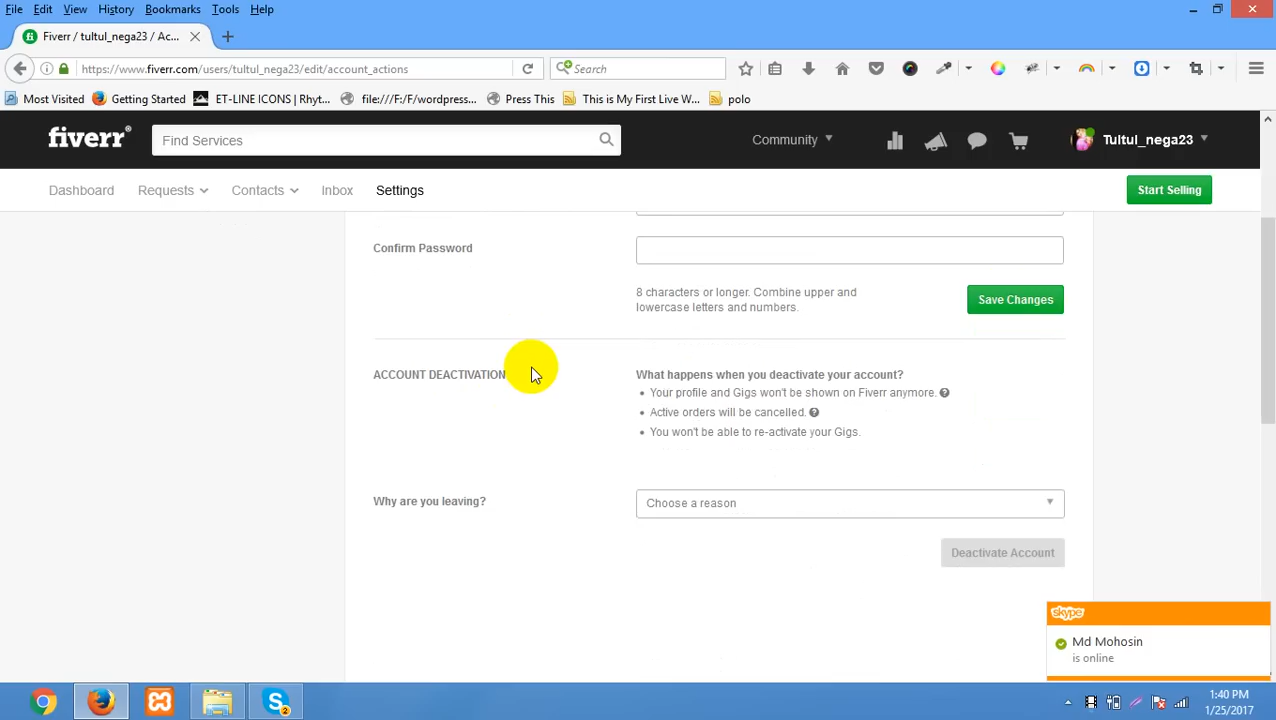 File Edit View History Bookmarks Tools Help
Fiverr / tultul_nega23 / Ac...
https://www.fiverr.com/users/tultul_nega23/edit/account_actions
Search
Most Visited Getting Started ET-LINE ICONS | Rhyt... file:///F:/F/wordpress... Press This This is My First Live W... polo
fiverr®
Find Services
Community
Tultul_nega23
Dashboard Requests Contacts Inbox Settings
Start Selling
Confirm Password
8 characters or longer. Combine upper and
lowercase letters and numbers.
Save Changes
ACCOUNT DEACTIVATION
What happens when you deactivate your account?
• Your profile and Gigs won't be shown on Fiverr anymore.
• Active orders will be cancelled.
• You won't be able to re-activate your Gigs.
Why are you leaving?
Choose a reason
Deactivate Account
skype
Md Mohosin
is online
2
1:40 PM
1/25/2017